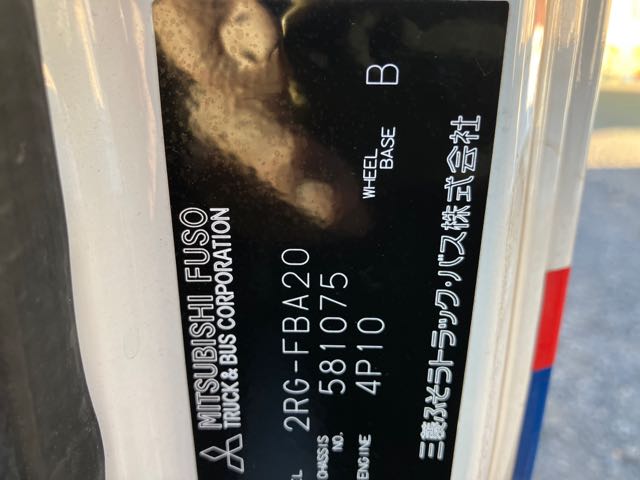 MITSUBISHI FUSO
TRUCK & BUS CORPORATION
2RG-FBA20
CHASSIS NO. 581075
ENGINE 4P10
WHEEL BASE B
三菱ふそうトラック・バス株式会社